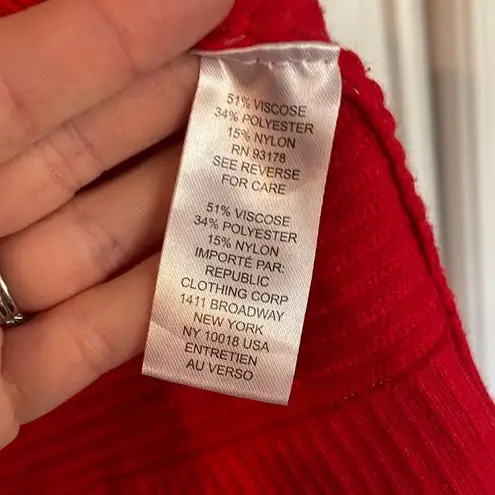 51% VISCOSE
34% POLYESTER
15% NYLON
RN 93178
SEE REVERSE
FOR CARE
51% VISCOSE
34% POLYESTER
15% NYLON
IMPORTÉ PAR:
REPUBLIC
CLOTHING CORP
1411 BROADWAY
NEW YORK
NY 10018 USA
ENTRETIEN
AU VERSO